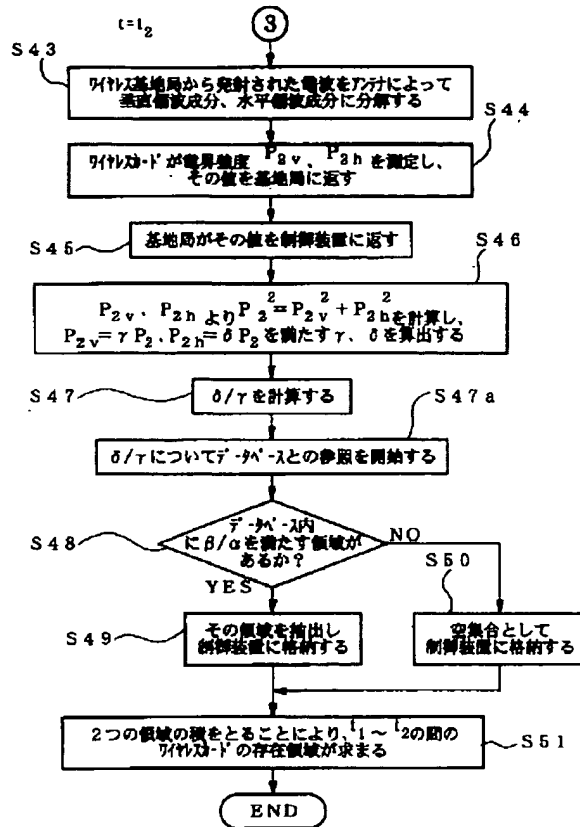 t=t₂
3
S43
ワイヤレス基地局から発射された電波をアンテナによって
垂直偏波成分、水平偏波成分に分解する
S44
ワイヤレスカードが電界強度 P₂ᵥ、P₂ₕ を測定し、
その値を基地局に返す
S45
基地局がその値を制御装置に返す
S46
P₂ᵥ、P₂ₕ より P₂²=P₂ᵥ²+P₂ₕ² を計算し、
P₂ᵥ=γP₂、P₂ₕ=δP₂ を満たすγ、δを算出する
S47
δ/γを計算する
S47a
δ/γについてデータベースとの参照を開始する
S48
データベース内
にβ/αを満たす領域が
あるか?
NO
YES
S49
その領域を抽出し
制御装置に格納する
S50
空集合として
制御装置に格納する
2つの領域の積をとることにより、t₁~t₂の間の
ワイヤレスカードの存在領域が求まる
S51
END